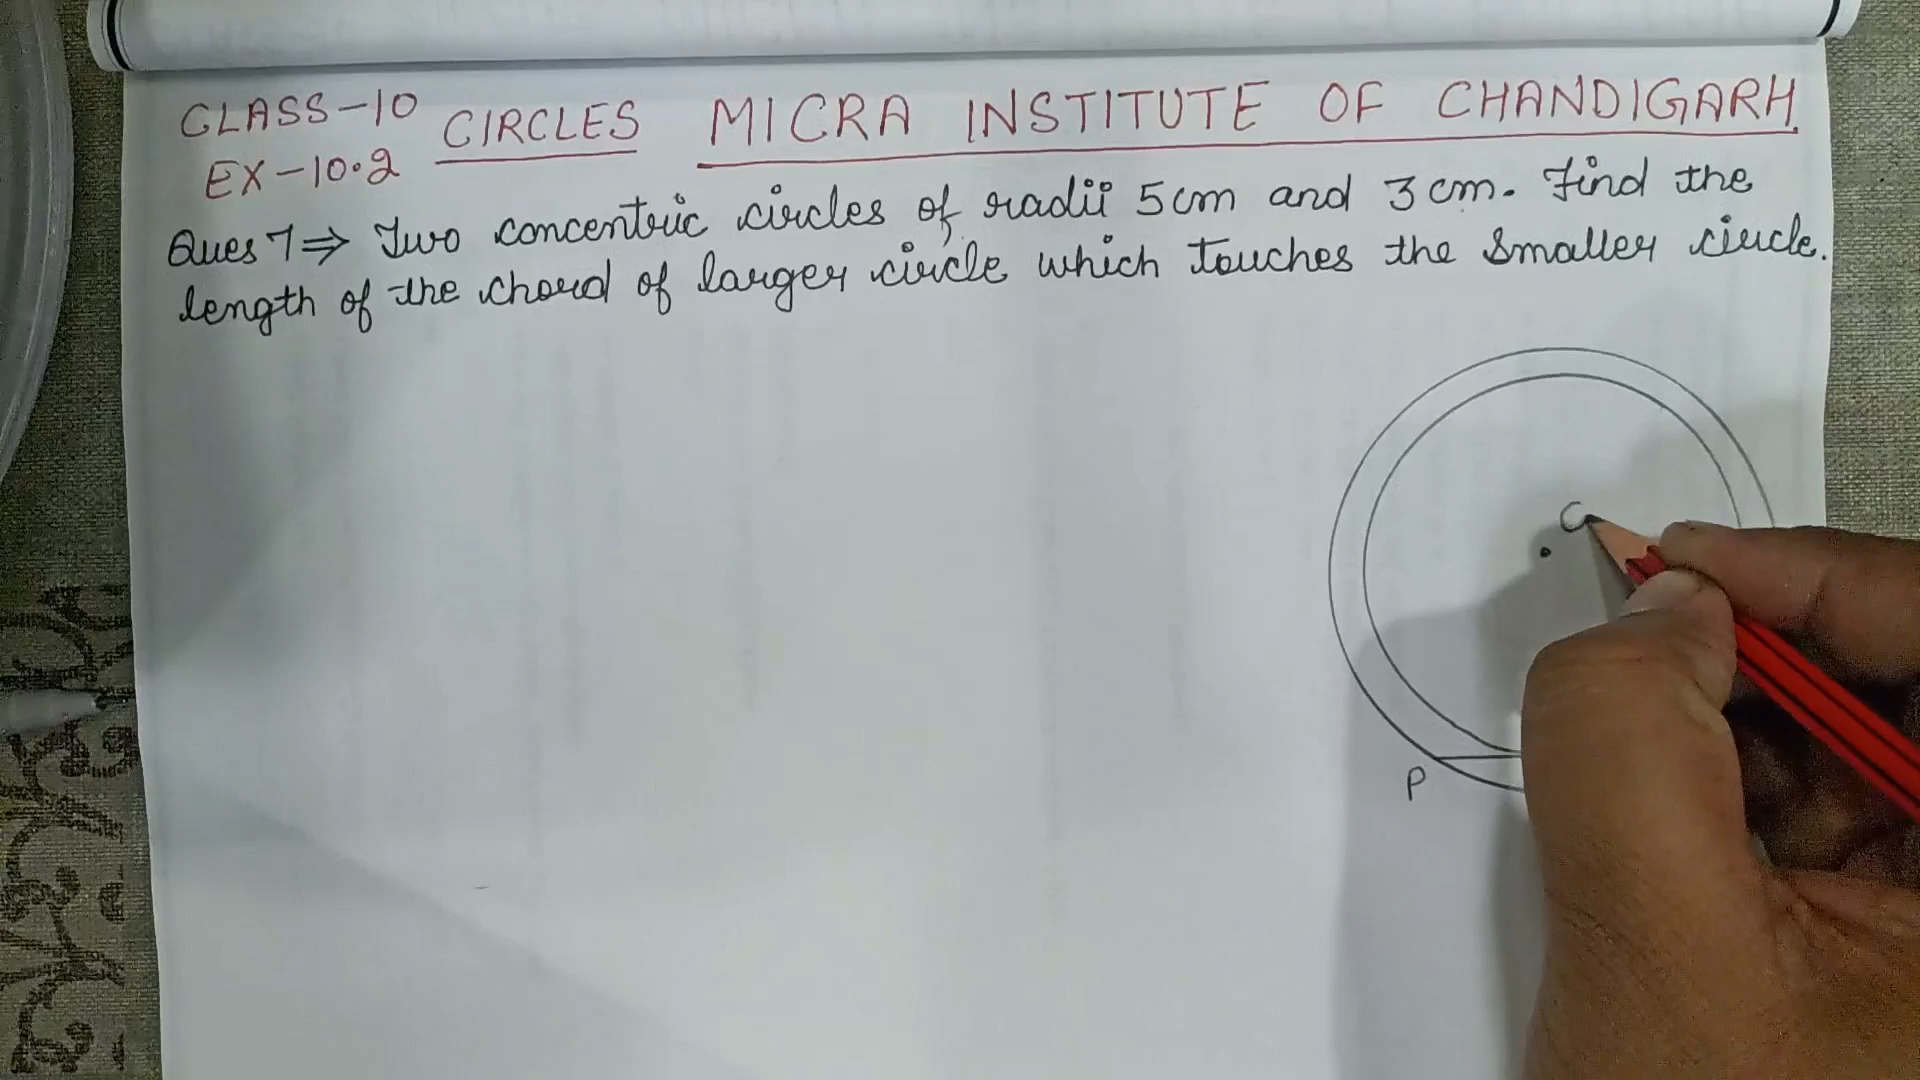 CLASS-10 CIRCLES MICRA INSTITUTE OF CHANDIGARH
EX-10.2
Ques 7⇒ Two concentric circles of radii 5cm and 3cm. Find the
length of the chord of larger circle which touches the smaller circle.
P